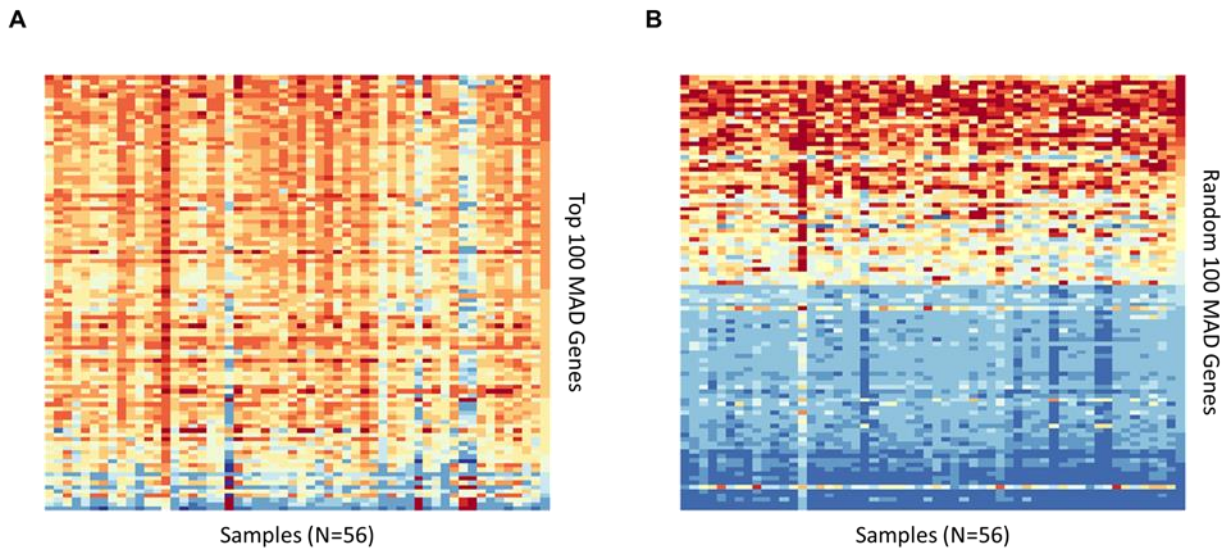 A
B
Top 100 MAD Genes
Random 100 MAD Genes
Samples (N=56)
Samples (N=56)